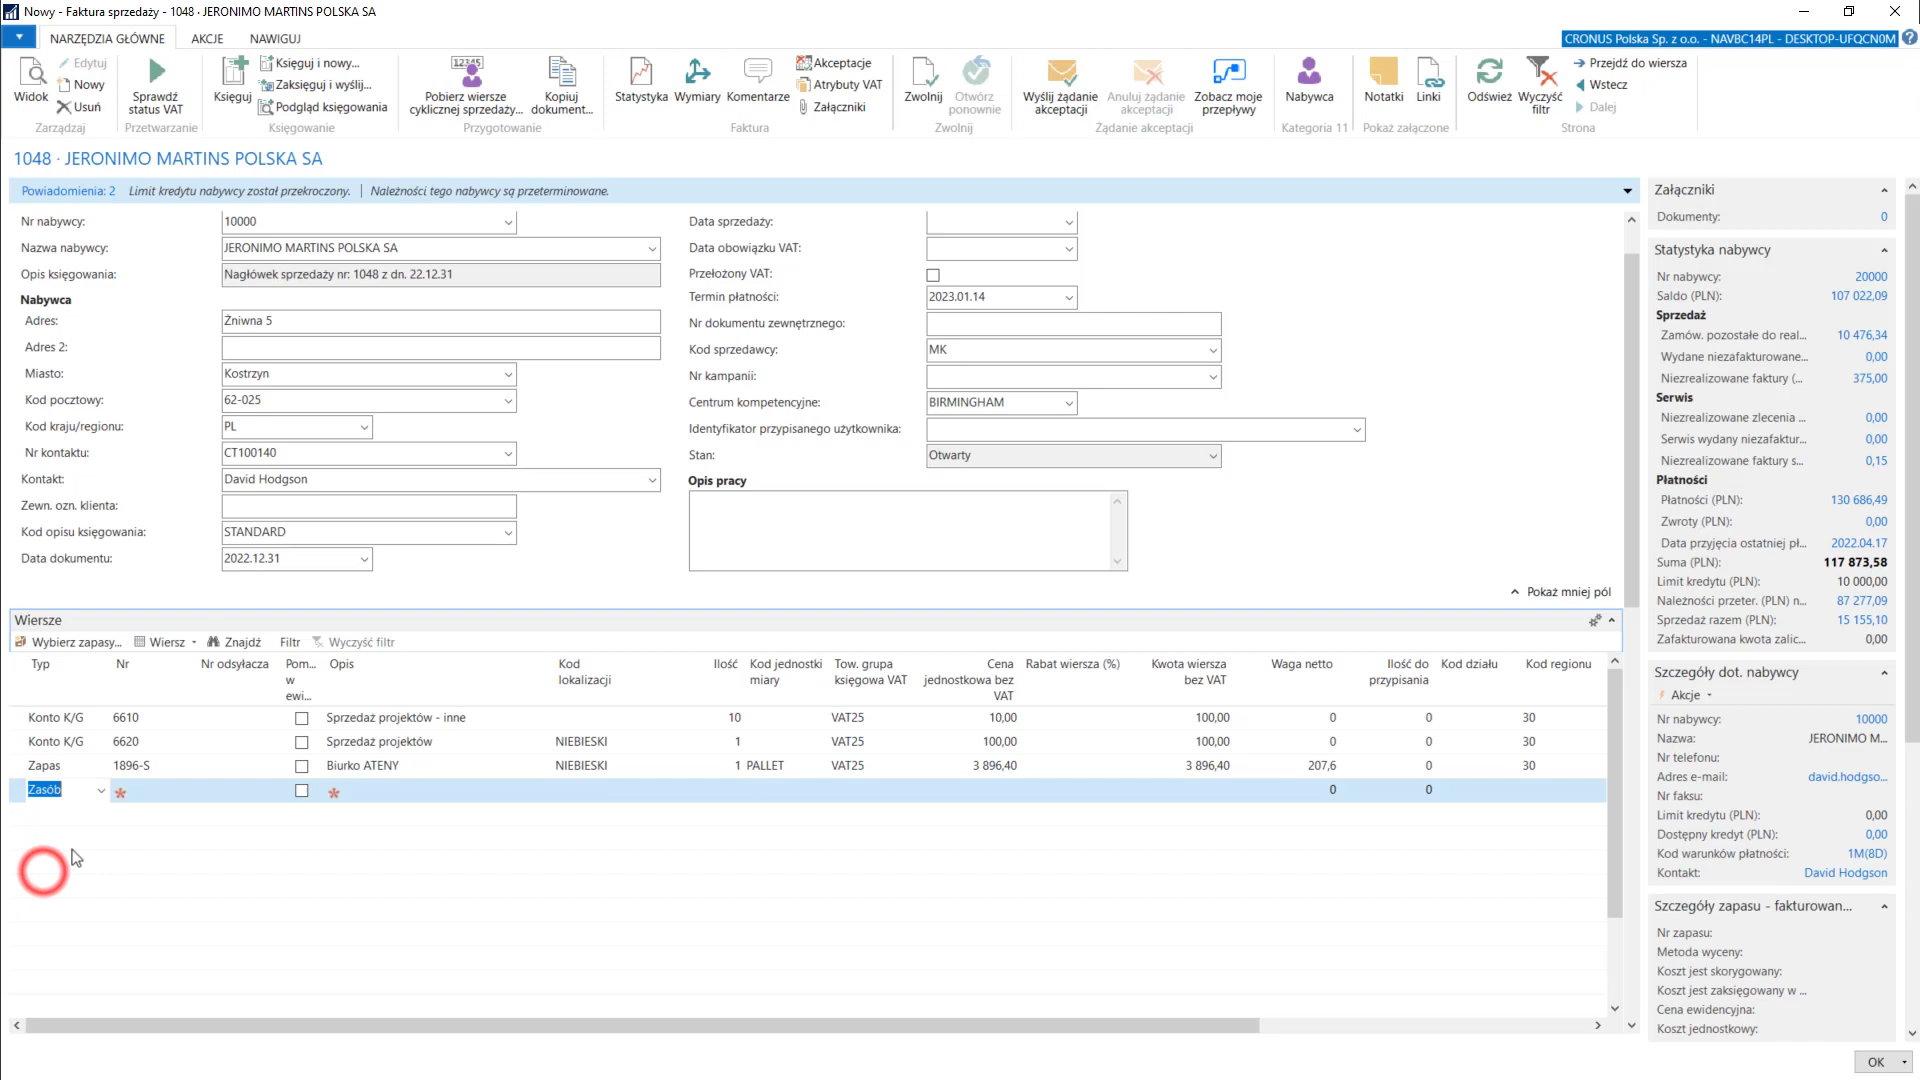 Nowy - Faktura sprzedaży - 1048 · JERONIMO MARTINS POLSKA SA
NARZĘDZIA GŁÓWNE AKCJE NAWIGUJ
CRONUS Polska Sp. z o.o. - NAVBC14PL - DESKTOP-UFQCN0M
Widok
Edytuj
Nowy
Usuń
Zarządzaj
Sprawdź status VAT
Przetwarzanie
Księguj
Księguj i nowy...
Zaksięguj i wyślij...
Podgląd księgowania
Księgowanie
12345
Pobierz wiersze cyklicznej sprzedaży...
Kopiuj dokument...
Przygotowanie
Statystyka
Wymiary
Komentarze
Akceptacje
Atrybuty VAT
Załączniki
Faktura
Zwolnij
Otwórz ponownie
Zwolnij
Wyślij żądanie akceptacji
Anuluj żądanie akceptacji
Zobacz moje przepływy
Żądanie akceptacji
Nabywca
Kategoria 11
Notatki
Linki
Pokaż załączone
Odśwież
Wyczyść filtr
Przejdź do wiersza
Wstecz
Dalej
Strona
1048 · JERONIMO MARTINS POLSKA SA
Powiadomienia: 2 Limit kredytu nabywcy został przekroczony. | Należności tego nabywcy są przeterminowane.
Nr nabywcy: 10000
Nazwa nabywcy: JERONIMO MARTINS POLSKA SA
Opis księgowania: Nagłówek sprzedaży nr: 1048 z dn. 22.12.31
Nabywca
Adres: Żniwna 5
Adres 2:
Miasto: Kostrzyn
Kod pocztowy: 62-025
Kod kraju/regionu: PL
Nr kontaktu: CT100140
Kontakt: David Hodgson
Zewn. ozn. klienta:
Kod opisu księgowania: STANDARD
Data dokumentu: 2022.12.31
Data sprzedaży:
Data obowiązku VAT:
Przełożony VAT:
Termin płatności: 2023.01.14
Nr dokumentu zewnętrznego:
Kod sprzedawcy: MK
Nr kampanii:
Centrum kompetencyjne: BIRMINGHAM
Identyfikator przypisanego użytkownika:
Stan: Otwarty
Opis pracy
Pokaż mniej pól
Wiersze
Wybierz zapasy... Wiersz Znajdź Filtr Wyczyść filtr
Typ Nr Nr odsyłacza Pom... w ewi... Opis Kod lokalizacji Ilość Kod jednostki miary Tow. grupa księgowa VAT Cena jednostkowa bez VAT Rabat wiersza (%) Kwota wiersza bez VAT Waga netto Ilość do przypisania Kod działu Kod regionu
Konto K/G 6610 Sprzedaż projektów - inne 10 VAT25 10,00 100,00 0 0 30
Konto K/G 6620 Sprzedaż projektów NIEBIESKI 1 VAT25 100,00 100,00 0 0 30
Zapas 1896-S Biurko ATENY NIEBIESKI 1 PALLET VAT25 3 896,40 3 896,40 207,6 0 30
Zasób * * 0 0
Załączniki
Dokumenty: 0
Statystyka nabywcy
Nr nabywcy: 20000
Saldo (PLN): 107 022,09
Sprzedaż
Zamów. pozostałe do real... 10 476,34
Wydane niezafakturowane... 0,00
Niezrealizowane faktury (... 375,00
Serwis
Niezrealizowane zlecenia ... 0,00
Serwis wydany niezafaktur... 0,00
Niezrealizowane faktury s... 0,15
Płatności
Płatności (PLN): 130 686,49
Zwroty (PLN): 0,00
Data przyjęcia ostatniej pł... 2022.04.17
Suma (PLN): 117 873,58
Limit kredytu (PLN): 10 000,00
Należności przeter. (PLN) n... 87 277,09
Sprzedaż razem (PLN): 15 155,10
Zafakturowana kwota zalic... 0,00
Szczegóły dot. nabywcy
Akcje
Nr nabywcy: 10000
Nazwa: JERONIMO M...
Nr telefonu:
Adres e-mail: david.hodgso...
Nr faksu:
Limit kredytu (PLN): 0,00
Dostępny kredyt (PLN): 0,00
Kod warunków płatności: 1M(8D)
Kontakt: David Hodgson
Szczegóły zapasu - fakturowan...
Nr zapasu:
Metoda wyceny:
Koszt jest skorygowany:
Koszt jest zaksięgowany w ...
Cena ewidencyjna:
Koszt jednostkowy:
OK